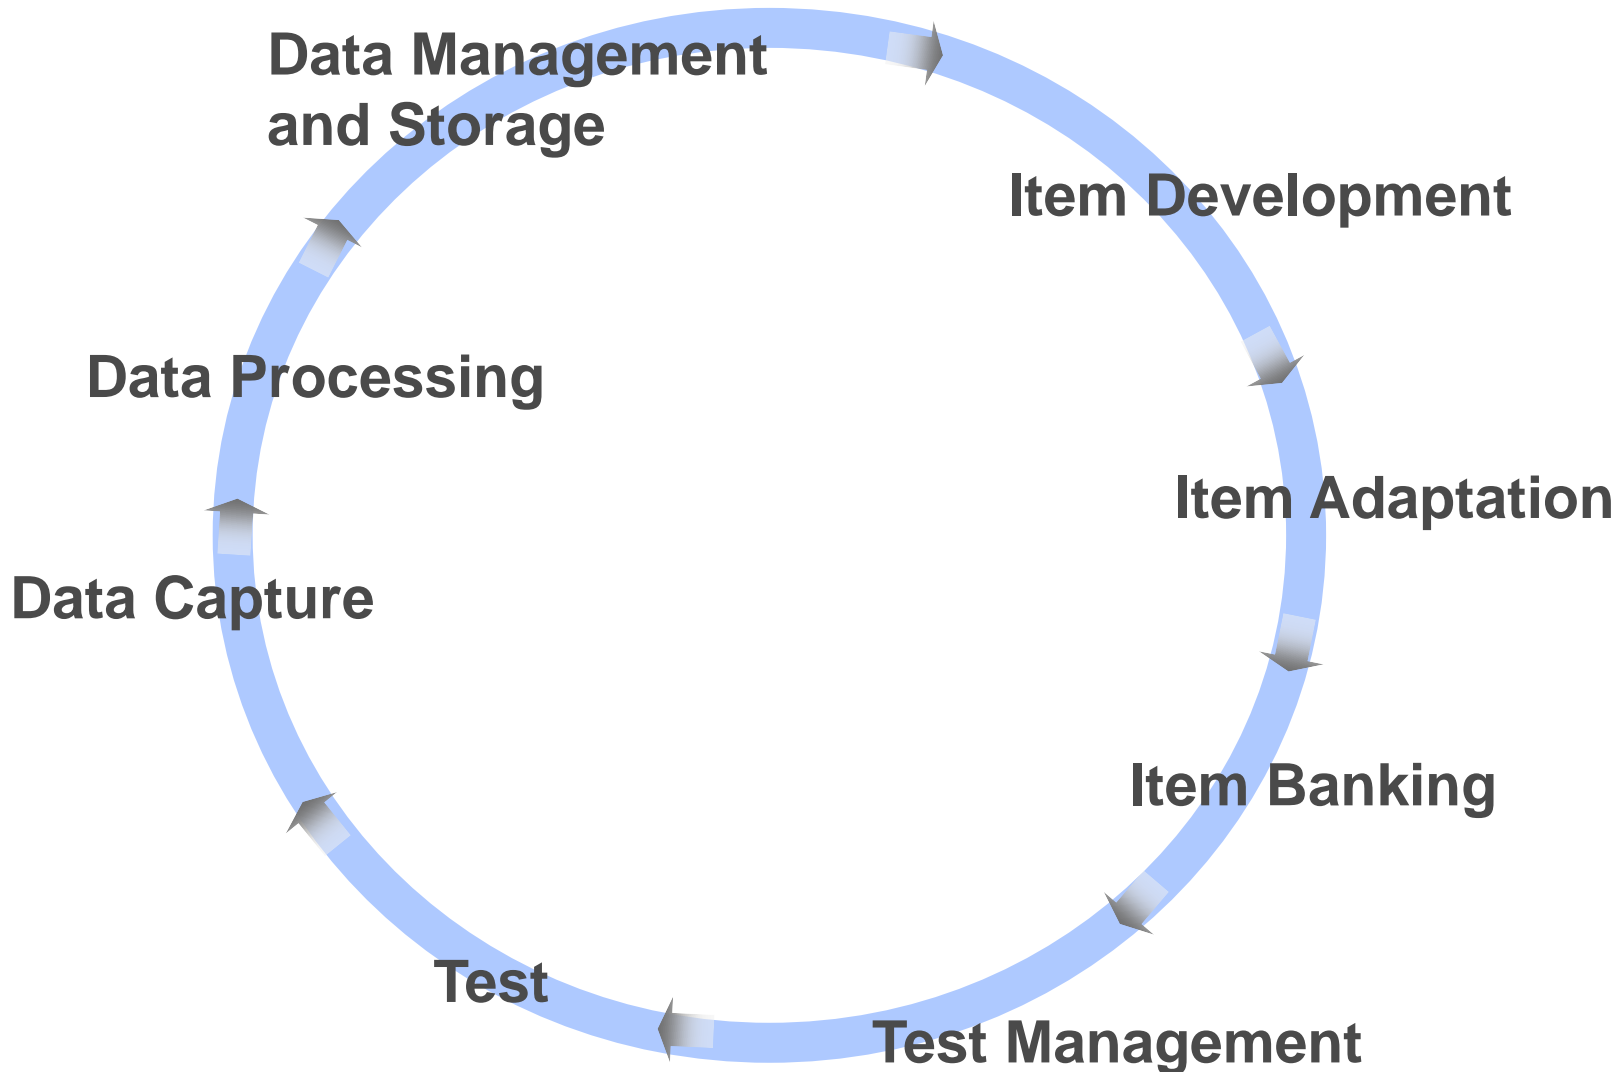 Data Management
and Storage
Item Development
Data Processing
Item Adaptation
Data Capture
Item Banking
Test
Test Management